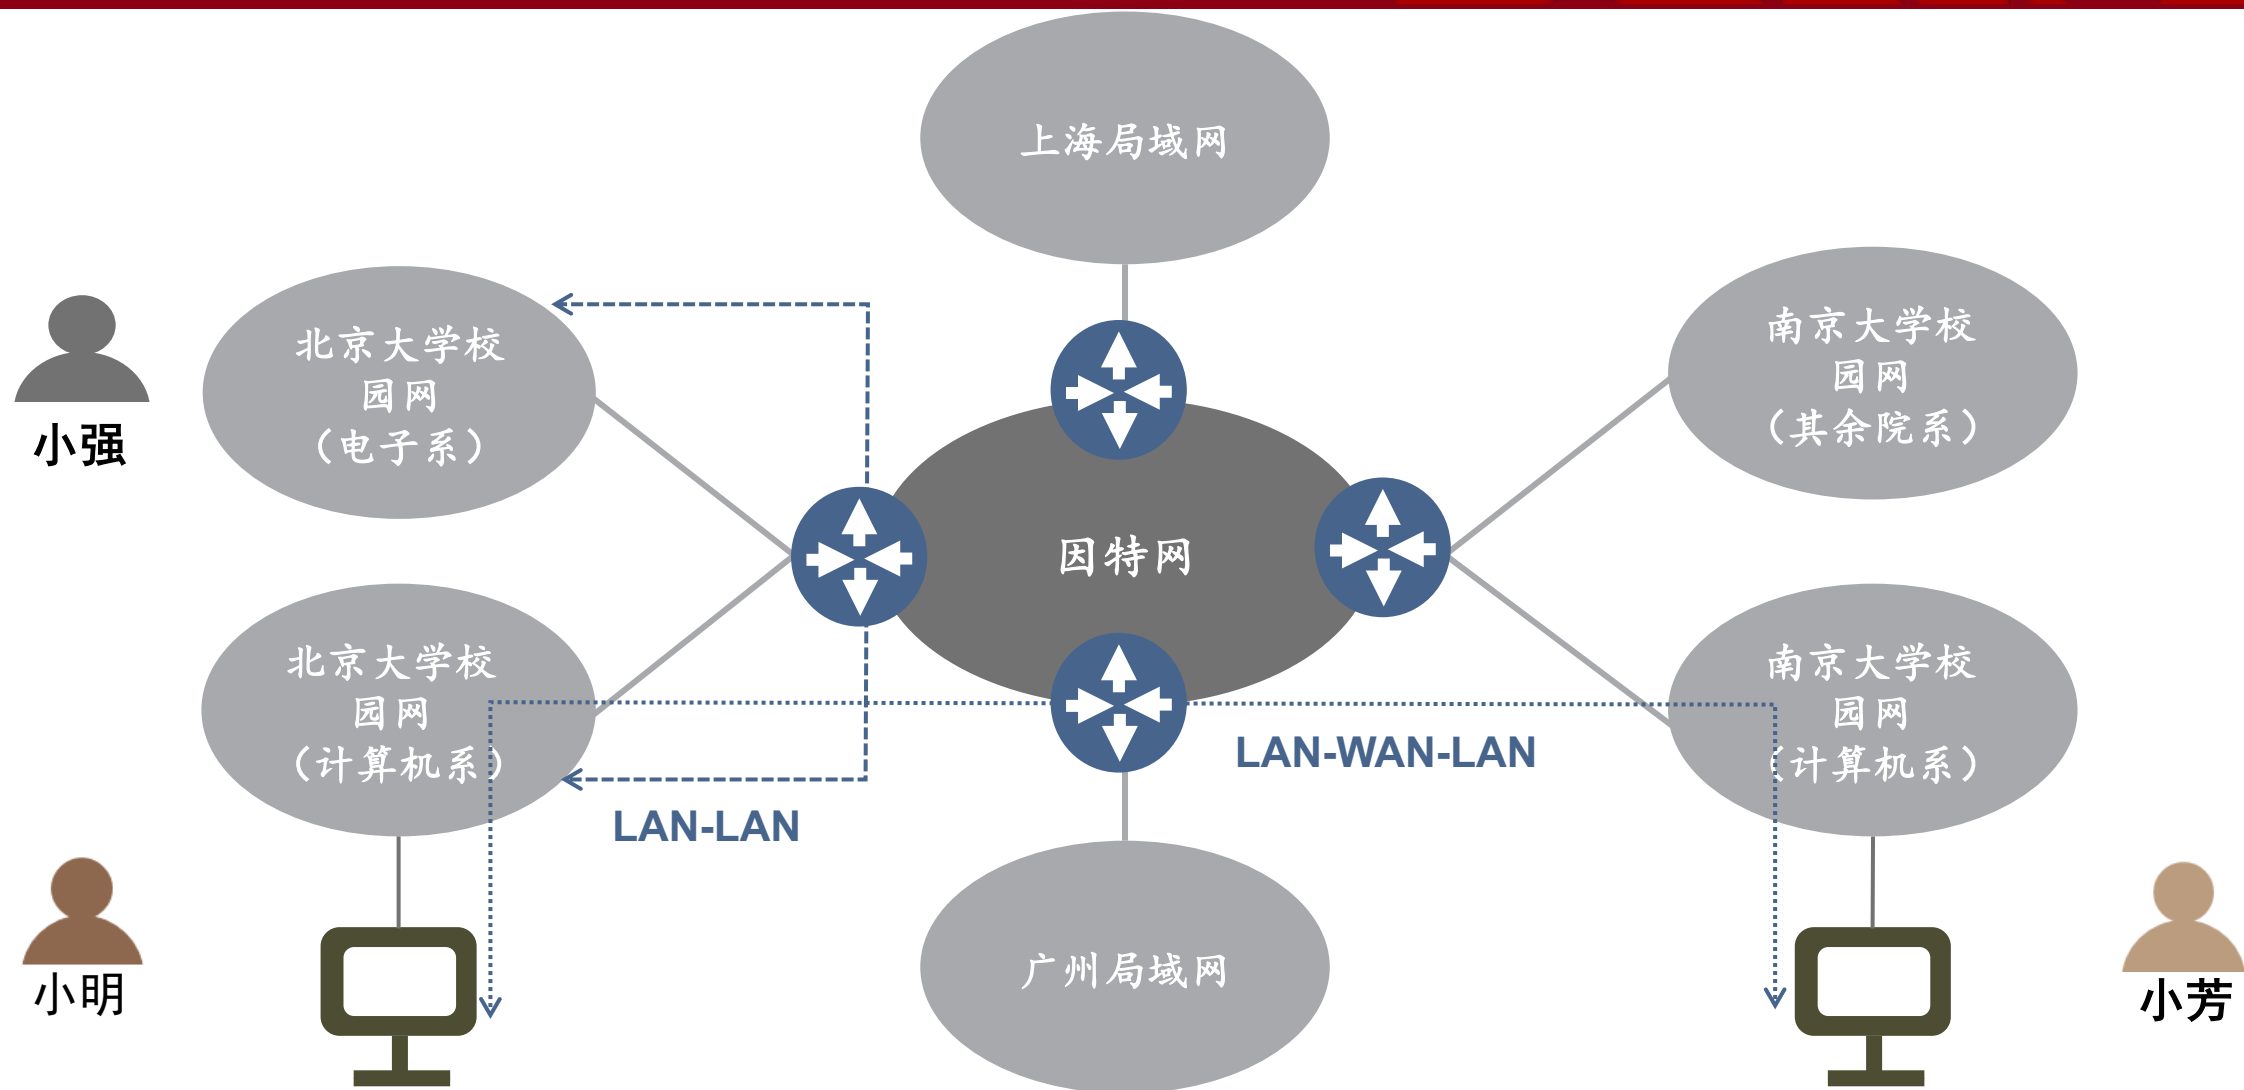 上海局域网
北京大学校
园网
（电子系）
小强
南京大学校
园网
（其余院系）
因特网
北京大学校
园网
（计算机系）
南京大学校
园网
（计算机系）
LAN-WAN-LAN
LAN-LAN
小明
广州局域网
小芳